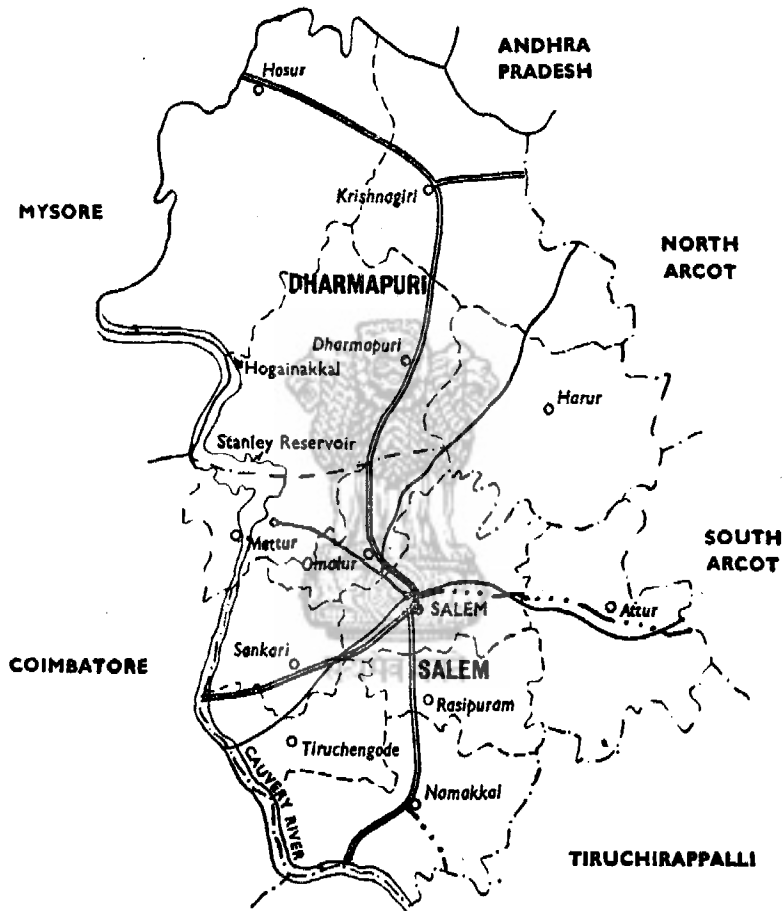 ANDHRA
PRADESH
Hosur
Krishnagiri
MYSORE
NORTH
ARCOT
DHARMAPURI
Dharmapuri
Hogainakkal
Harur
Stanley Reservoir
Mettur
Omalur
SOUTH
ARCOT
SALEM
Attur
COIMBATORE
Sankari
SALEM
Rasipuram
Tiruchengode
CAUVERY RIVER
Namakkal
TIRUCHIRAPPALLI